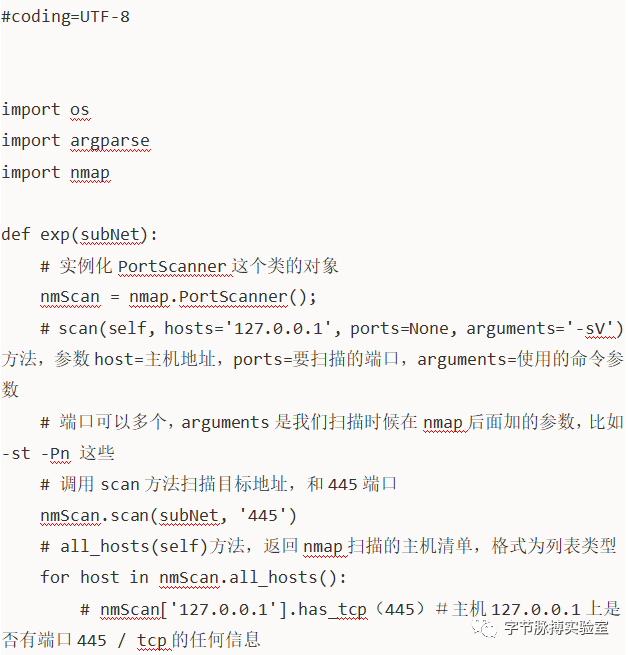 #coding=UTF-8
import os
import argparse
import nmap
def exp(subNet):
# 实例化 PortScanner 这个类的对象
nmScan = nmap.PortScanner();
# scan(self, hosts='127.0.0.1', ports=None, arguments='-sV')
方法，参数 host=主机地址，ports=要扫描的端口，arguments=使用的命令参
数
# 端口可以多个，arguments 是我们扫描时候在 nmap 后面加的参数，比如
-st -Pn 这些
# 调用 scan 方法扫描目标地址，和 445 端口
nmScan.scan(subNet, '445')
# all_hosts(self)方法，返回 nmap 扫描的主机清单，格式为列表类型
for host in nmScan.all_hosts():
# nmScan['127.0.0.1'].has_tcp（445）＃主机 127.0.0.1 上是
否有端口 445 / tcp 的任何信息
字节脉搏实验室